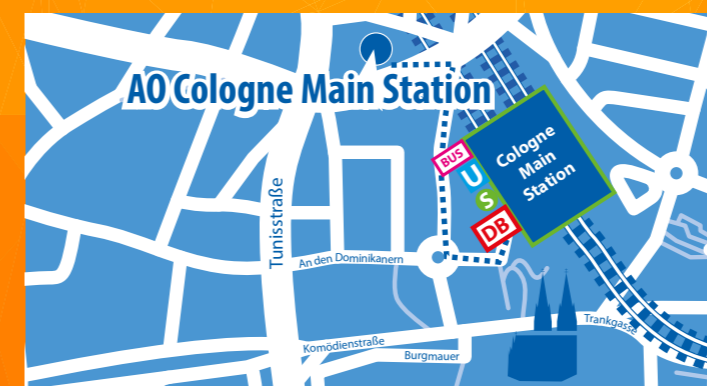 AO Cologne Main Station
BUS
U
S
DB
Cologne
Main
Station
Tunisstraße
An den Dominikanern
Komödienstraße
Burgmauer
Trankgasse